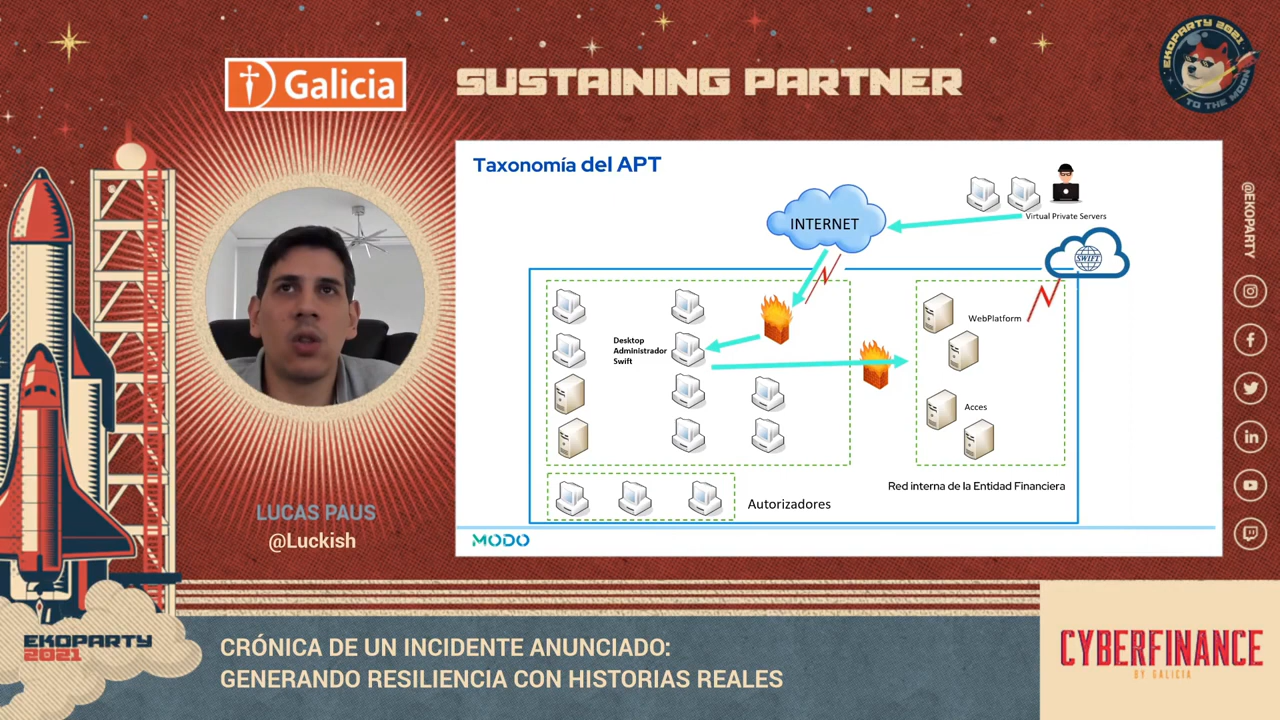 Galicia
SUSTAINING PARTNER
EKOPARTY 2021
TO THE MOON
@EKOPARTY
Taxonomía del APT
INTERNET
Virtual Private Servers
SWIFT
WebPlatform
Desktop
Administrador
Swift
Acces
Red interna de la Entidad Financiera
Autorizadores
MODO
LUCAS PAUS
@Luckish
EKOPARTY
2021
CRÓNICA DE UN INCIDENTE ANUNCIADO:
GENERANDO RESILIENCIA CON HISTORIAS REALES
CYBERFINANCE
BY GALICIA